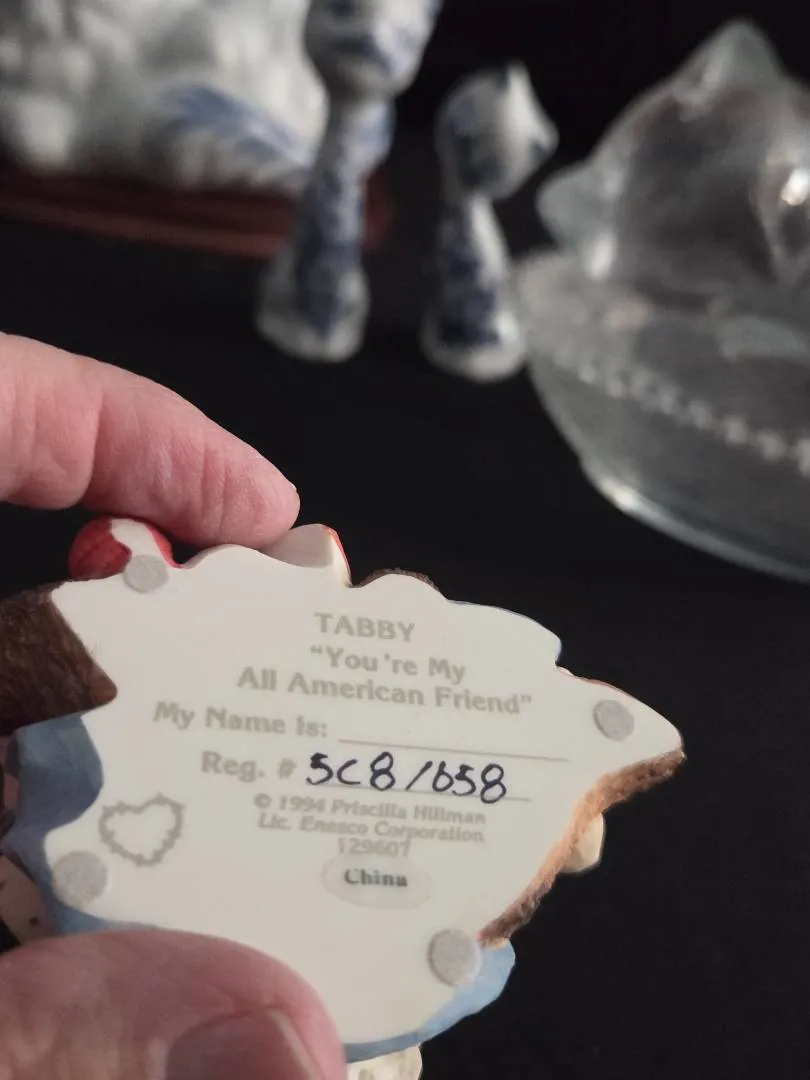 TABBY
"You're My
All American Friend"
My Name Is:
Reg. # 5C8/658
© 1994 Priscilla Hillman
Lic. Enesco Corporation
129607
China